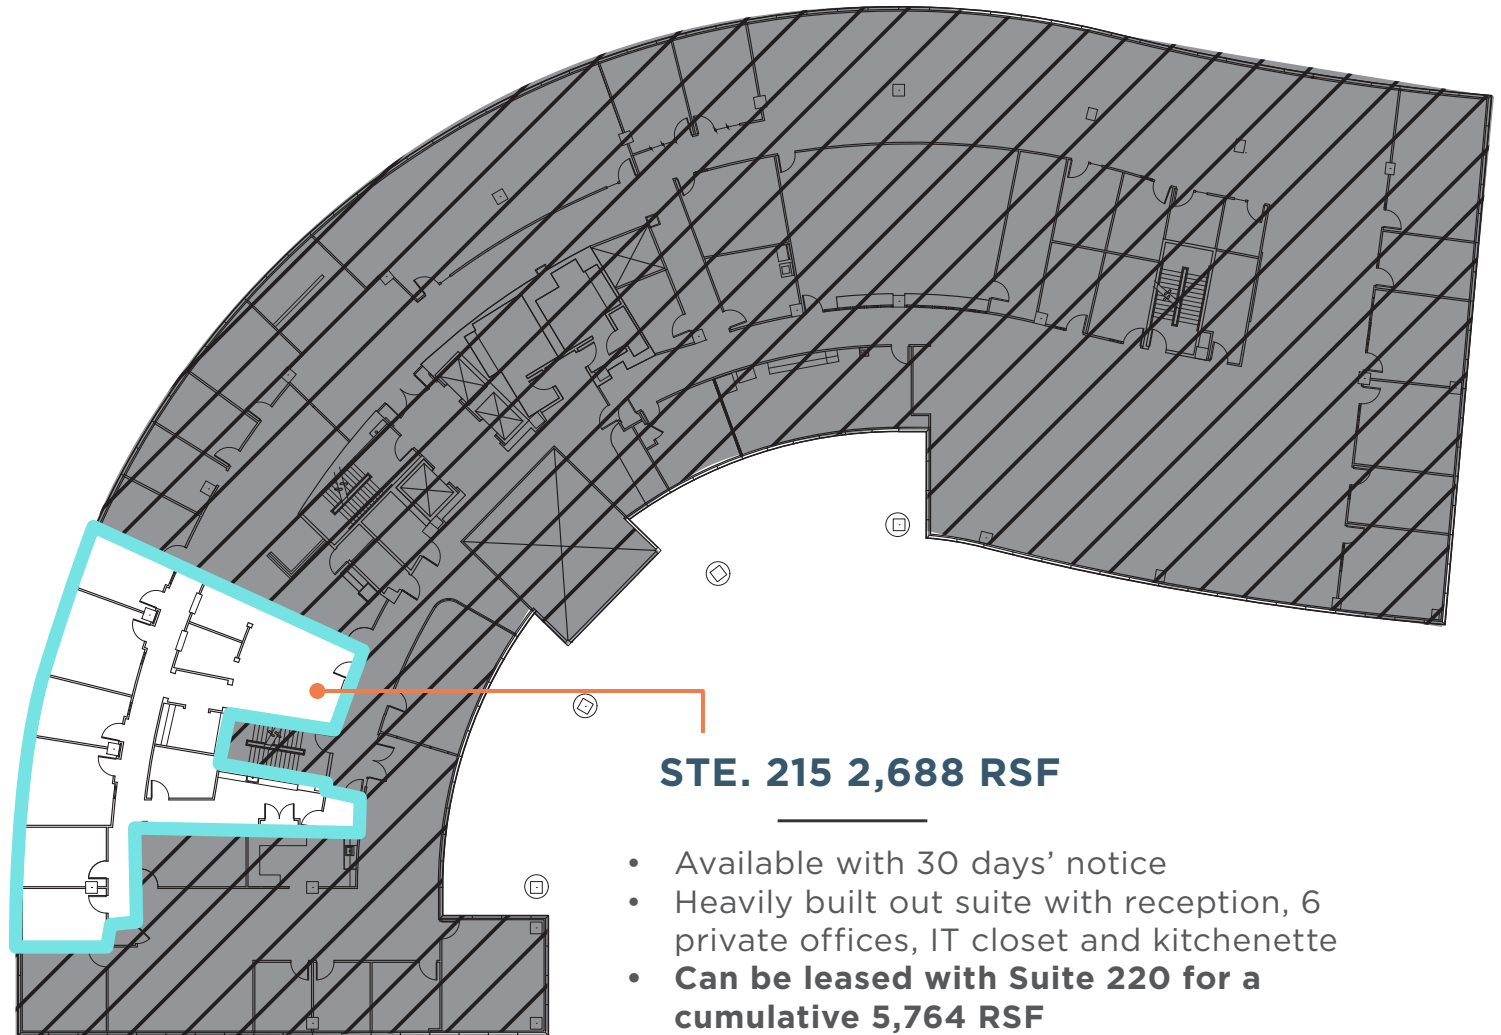 STE. 215 2,688 RSF
• Available with 30 days’ notice
• Heavily built out suite with reception, 6
private offices, IT closet and kitchenette
• Can be leased with Suite 220 for a
cumulative 5,764 RSF